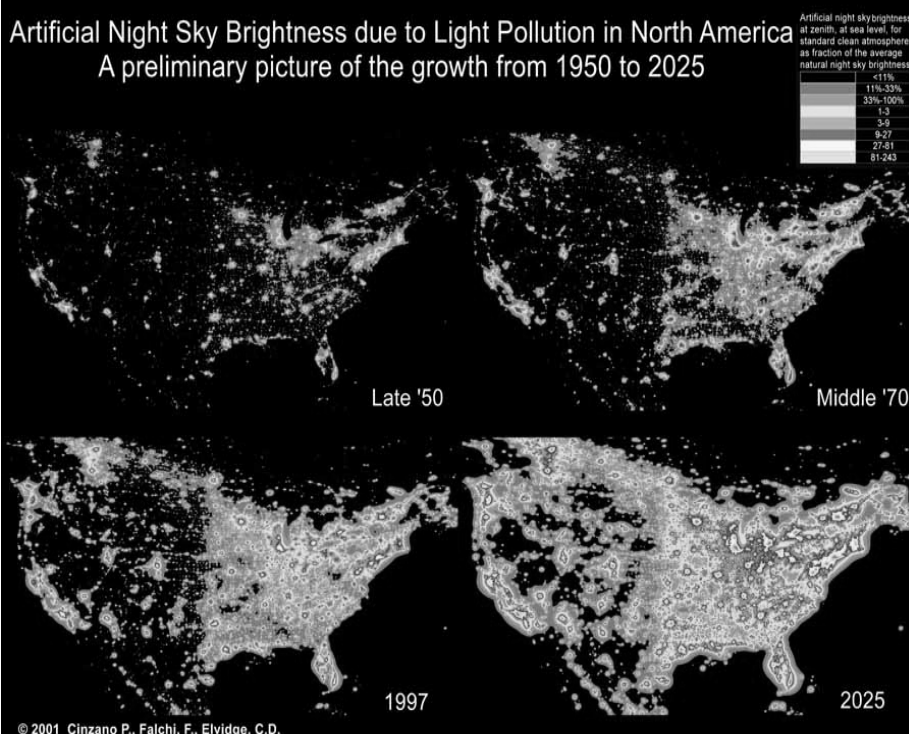 Artificial Night Sky Brightness due to Light Pollution in North America
A preliminary picture of the growth from 1950 to 2025
Artificial night sky brightness
at zenith, at sea level, for
standard clean atmosphere
as fraction of the average
natural night sky brightness
<11%
11%-33%
33%-100%
1-3
3-9
9-27
27-81
81-243
Late '50
Middle '70
1997
2025
© 2001 Cinzano P., Falchi, F., Elvidge, C.D.